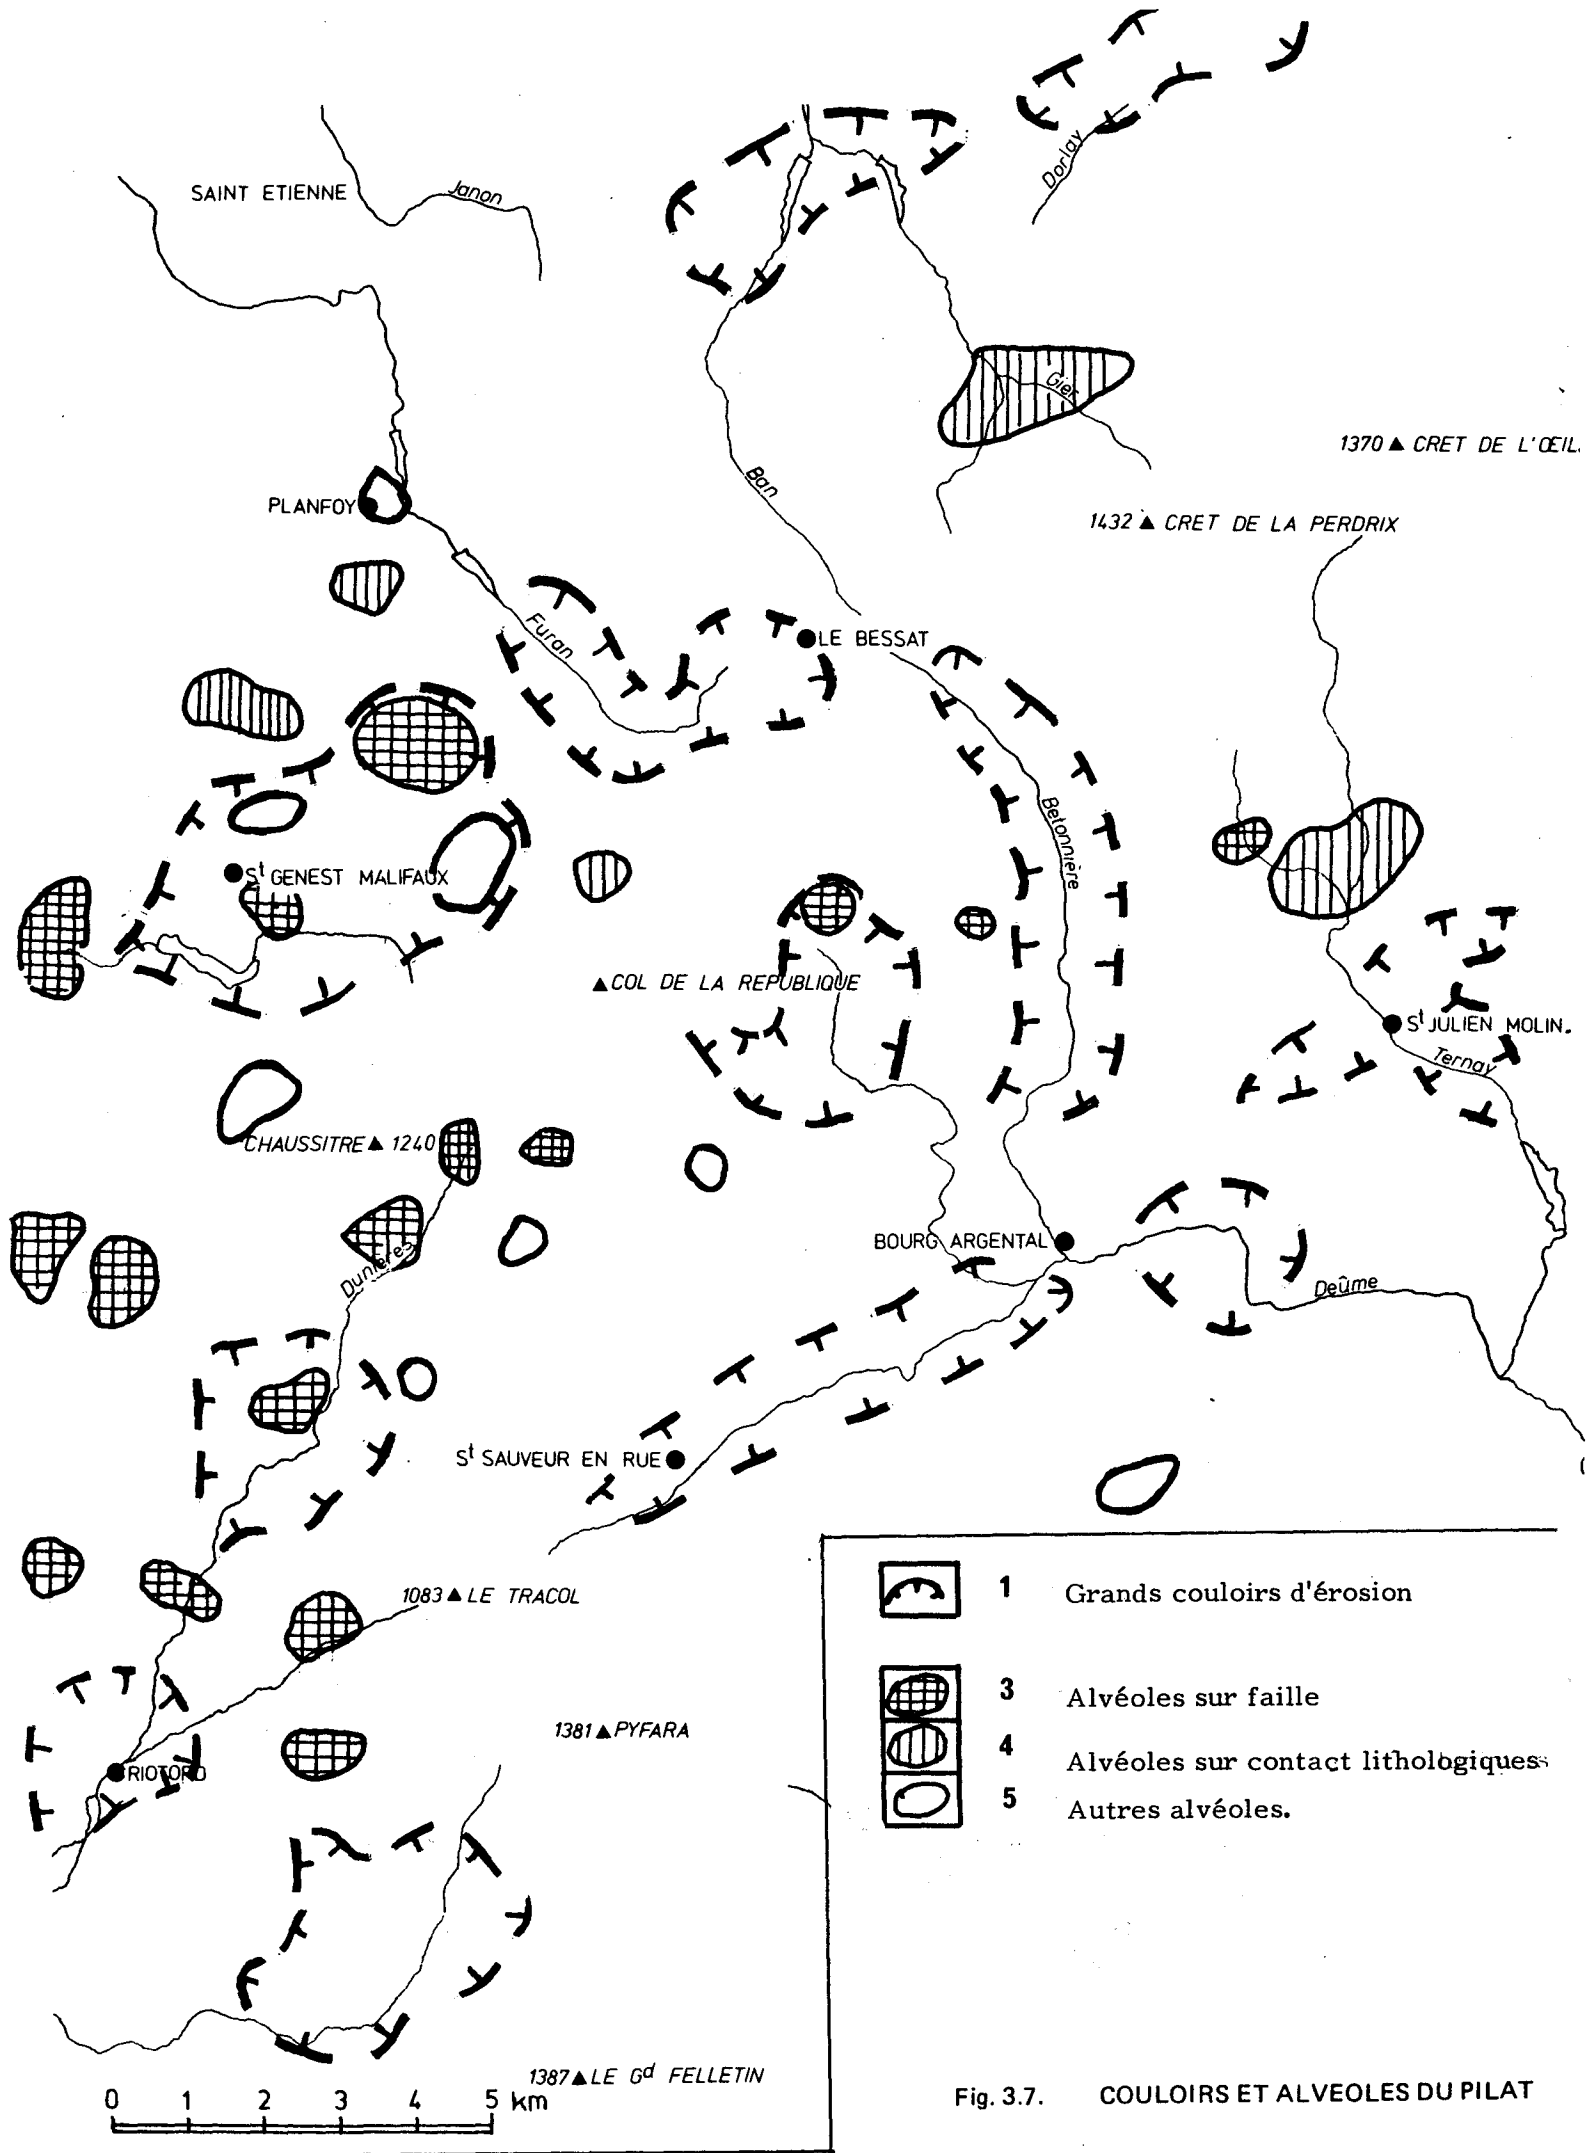 SAINT ETIENNE
Janon
Dorlay
Gier
1370 ▲ CRET DE L'ŒIL.
PLANFOY
Ban
1432 ▲ CRET DE LA PERDRIX
Furan
LE BESSAT
Betonnière
St GENEST MALIFAUX
▲ COL DE LA REPUBLIQUE
St JULIEN MOLIN.
Ternay
CHAUSSITRE ▲ 1240
BOURG ARGENTAL
Dunières
Deûme
St SAUVEUR EN RUE
1083 ▲ LE TRACOL
1381 ▲ PYFARA
RIOTORD
1 Grands couloirs d'érosion
3 Alvéoles sur faille
4 Alvéoles sur contact lithologiques
5 Autres alvéoles.
1387 ▲ LE Gd FELLETIN
0 1 2 3 4 5 km
Fig. 3.7. COULOIRS ET ALVEOLES DU PILAT